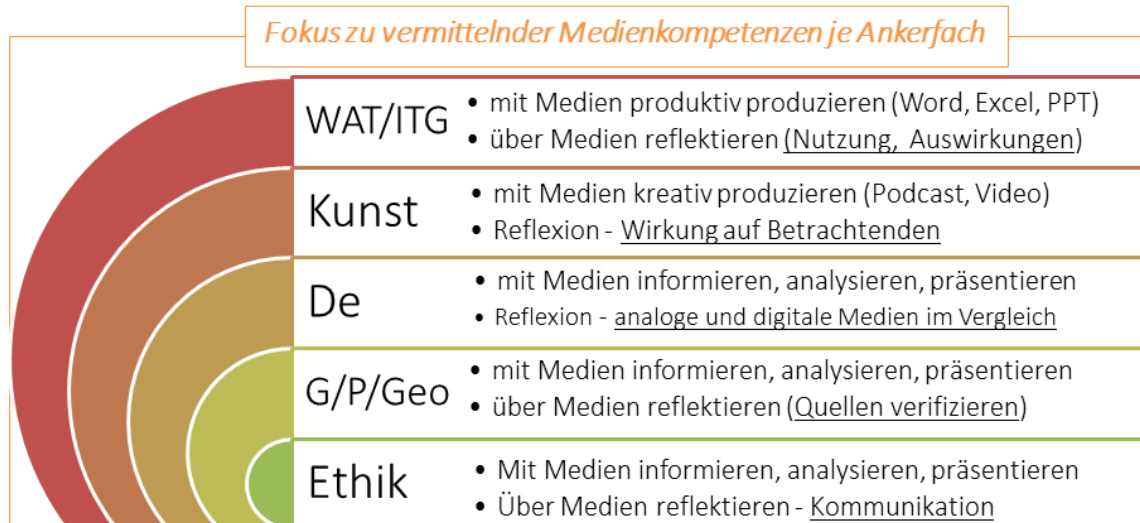 Fokus zu vermittelnder Medienkompetenzen je Ankerfach
WAT/ITG
• mit Medien produktiv produzieren (Word, Excel, PPT)
• über Medien reflektieren (Nutzung, Auswirkungen)
Kunst
• mit Medien kreativ produzieren (Podcast, Video)
• Reflexion - Wirkung auf Betrachtenden
De
• mit Medien informieren, analysieren, präsentieren
• Reflexion - analoge und digitale Medien im Vergleich
G/P/Geo
• mit Medien informieren, analysieren, präsentieren
• über Medien reflektieren (Quellen verifizieren)
Ethik
• Mit Medien informieren, analysieren, präsentieren
• Über Medien reflektieren - Kommunikation